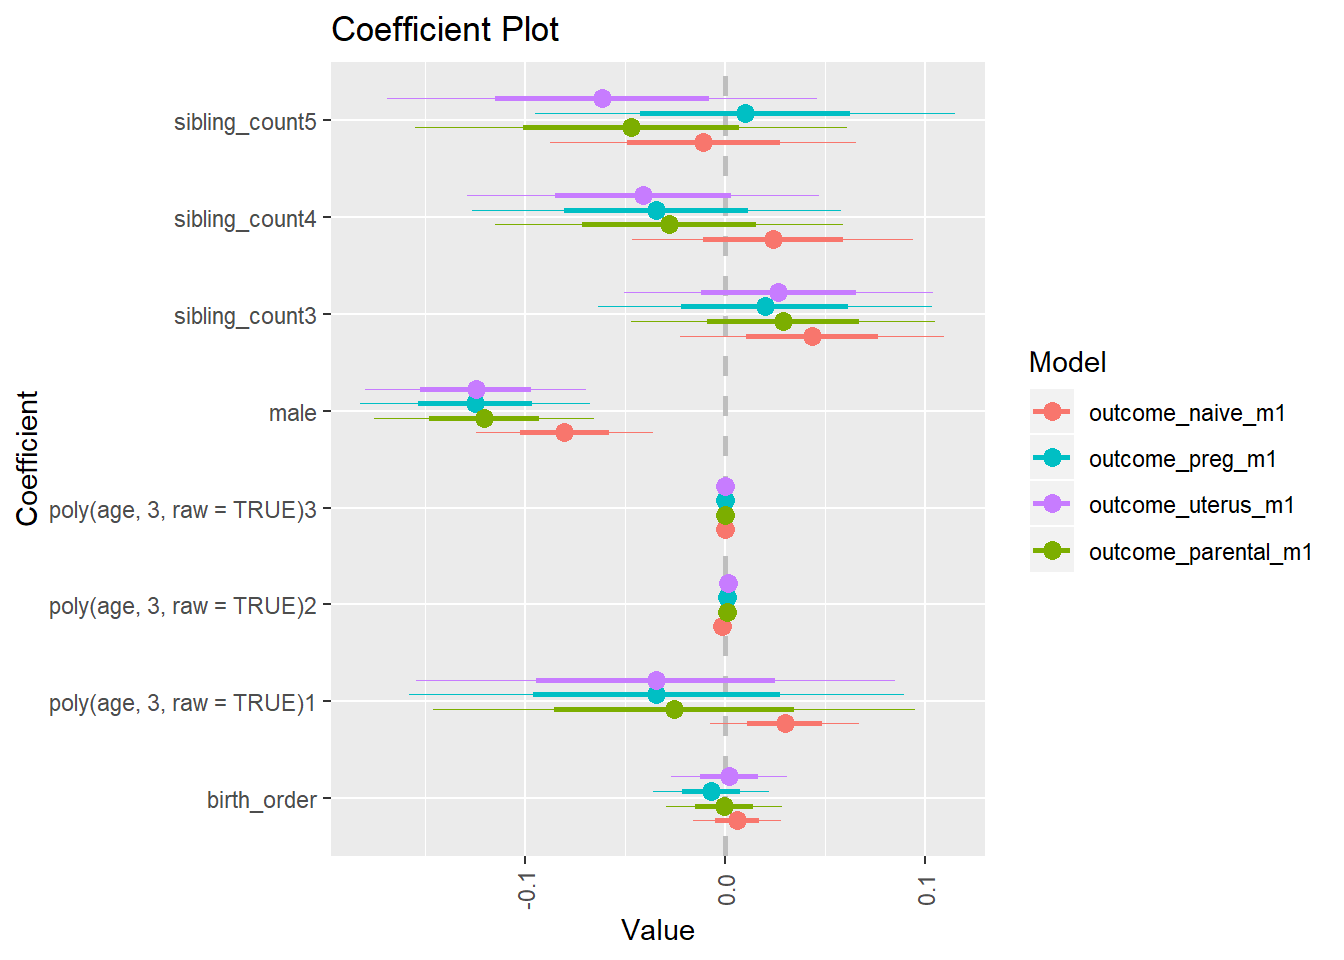 Coefficient Plot
Coefficient
sibling_count5
sibling_count4
sibling_count3
male
poly(age, 3, raw = TRUE)3
poly(age, 3, raw = TRUE)2
poly(age, 3, raw = TRUE)1
birth_order
-0.1
0.0
0.1
Value
Model
outcome_naive_m1
outcome_preg_m1
outcome_uterus_m1
outcome_parental_m1